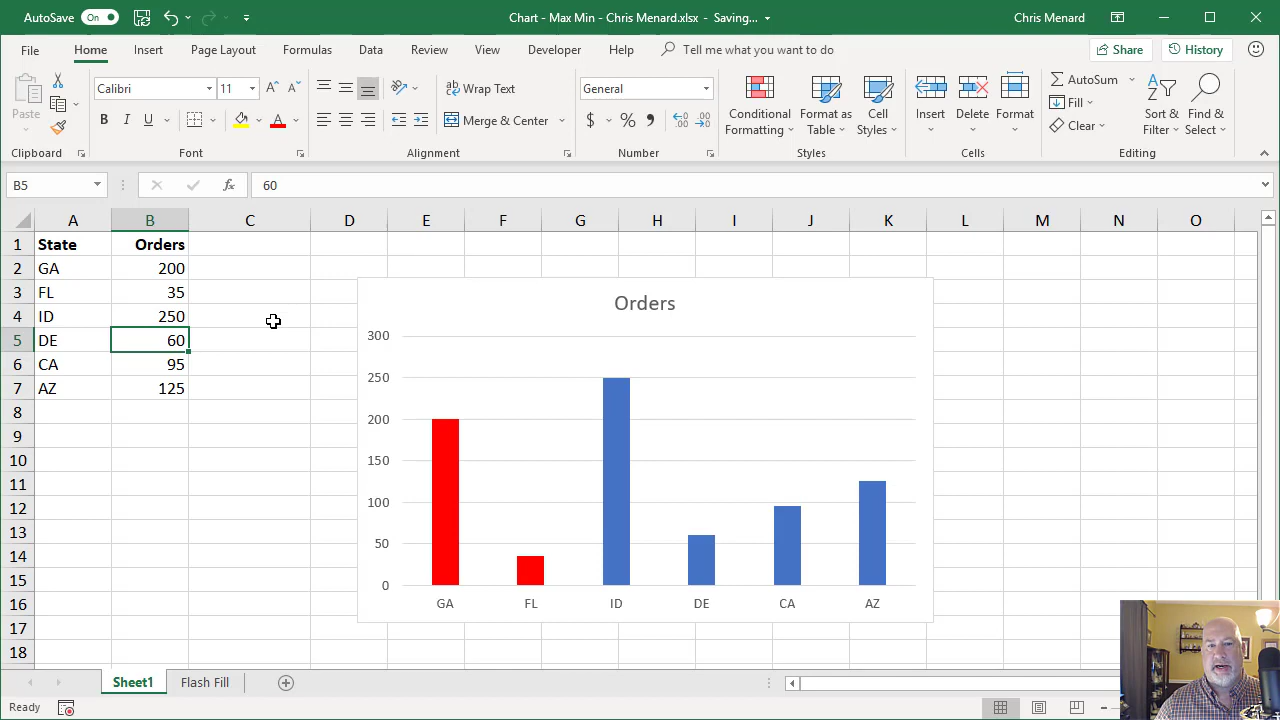 AutoSave On Chart - Max Min - Chris Menard.xlsx - Saving... Chris Menard
File Home Insert Page Layout Formulas Data Review View Developer Help Tell me what you want to do Share History
Paste Calibri 11 Wrap Text General Conditional Formatting Format as Table Cell Styles Insert Delete Format AutoSum Fill Clear Sort & Filter Find & Select
B I U Merge & Center $ % ,
Clipboard Font Alignment Number Styles Cells Editing
B5 fx 60
A B C D E F G H I J K L M N O
1 State Orders
2 GA 200
3 FL 35
4 ID 250
5 DE 60
6 CA 95
7 AZ 125
8
9
10
11
12
13
14
15
16
17
18
Orders
300
250
200
150
100
50
0
GA FL ID DE CA AZ
Sheet1 Flash Fill
Ready